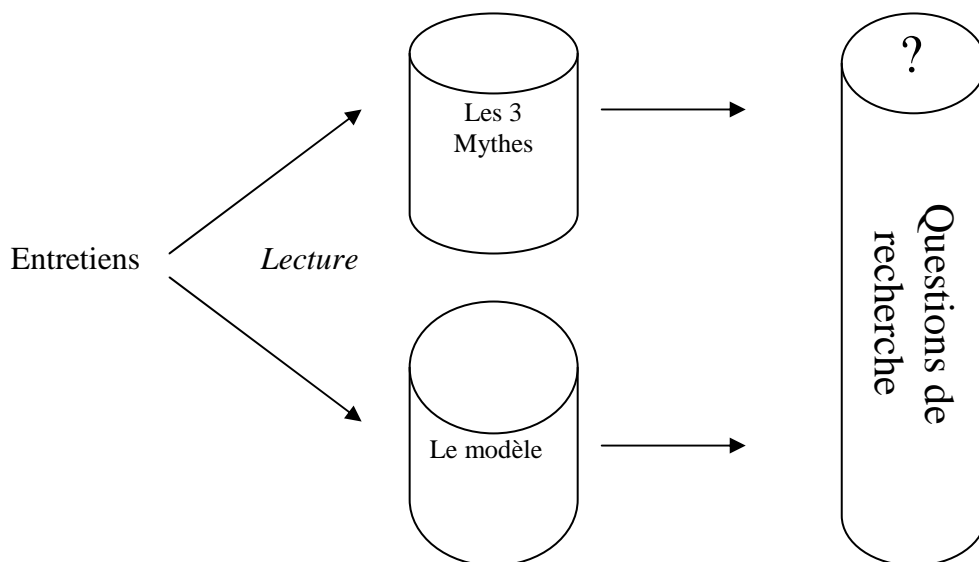 Entretiens
Lecture
Les 3
Mythes
Le modèle
?
Questions de
recherche